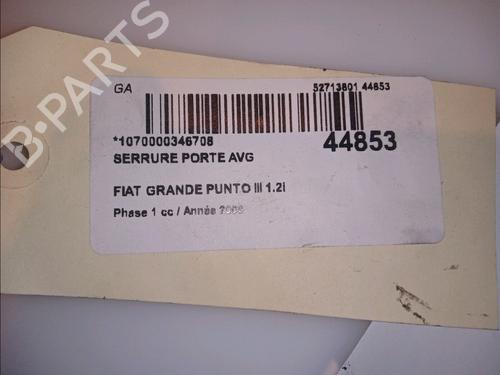 GA 52713801 44853
*1070000346708 44853
SERRURE PORTE AVG
FIAT GRANDE PUNTO III 1.2i
Phase 1 cc / Année
B-PARTS